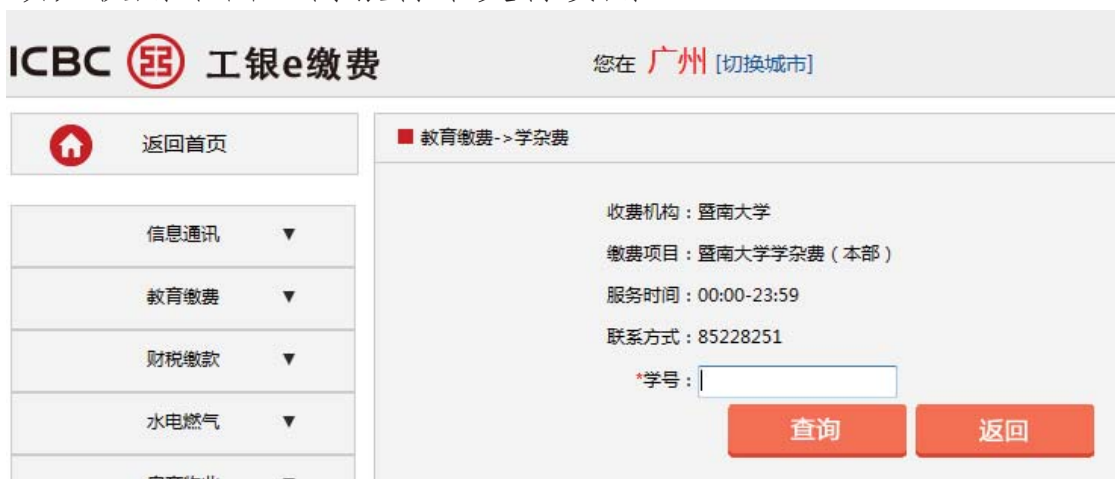 ICBC 工银e缴费
您在 广州 [切换城市]
返回首页
信息通讯 ▼
教育缴费 ▼
财税缴款 ▼
水电燃气 ▼
教育缴费->学杂费
收费机构：暨南大学
缴费项目：暨南大学学杂费（本部）
服务时间：00:00-23:59
联系方式：85228251
*学号：
查询
返回